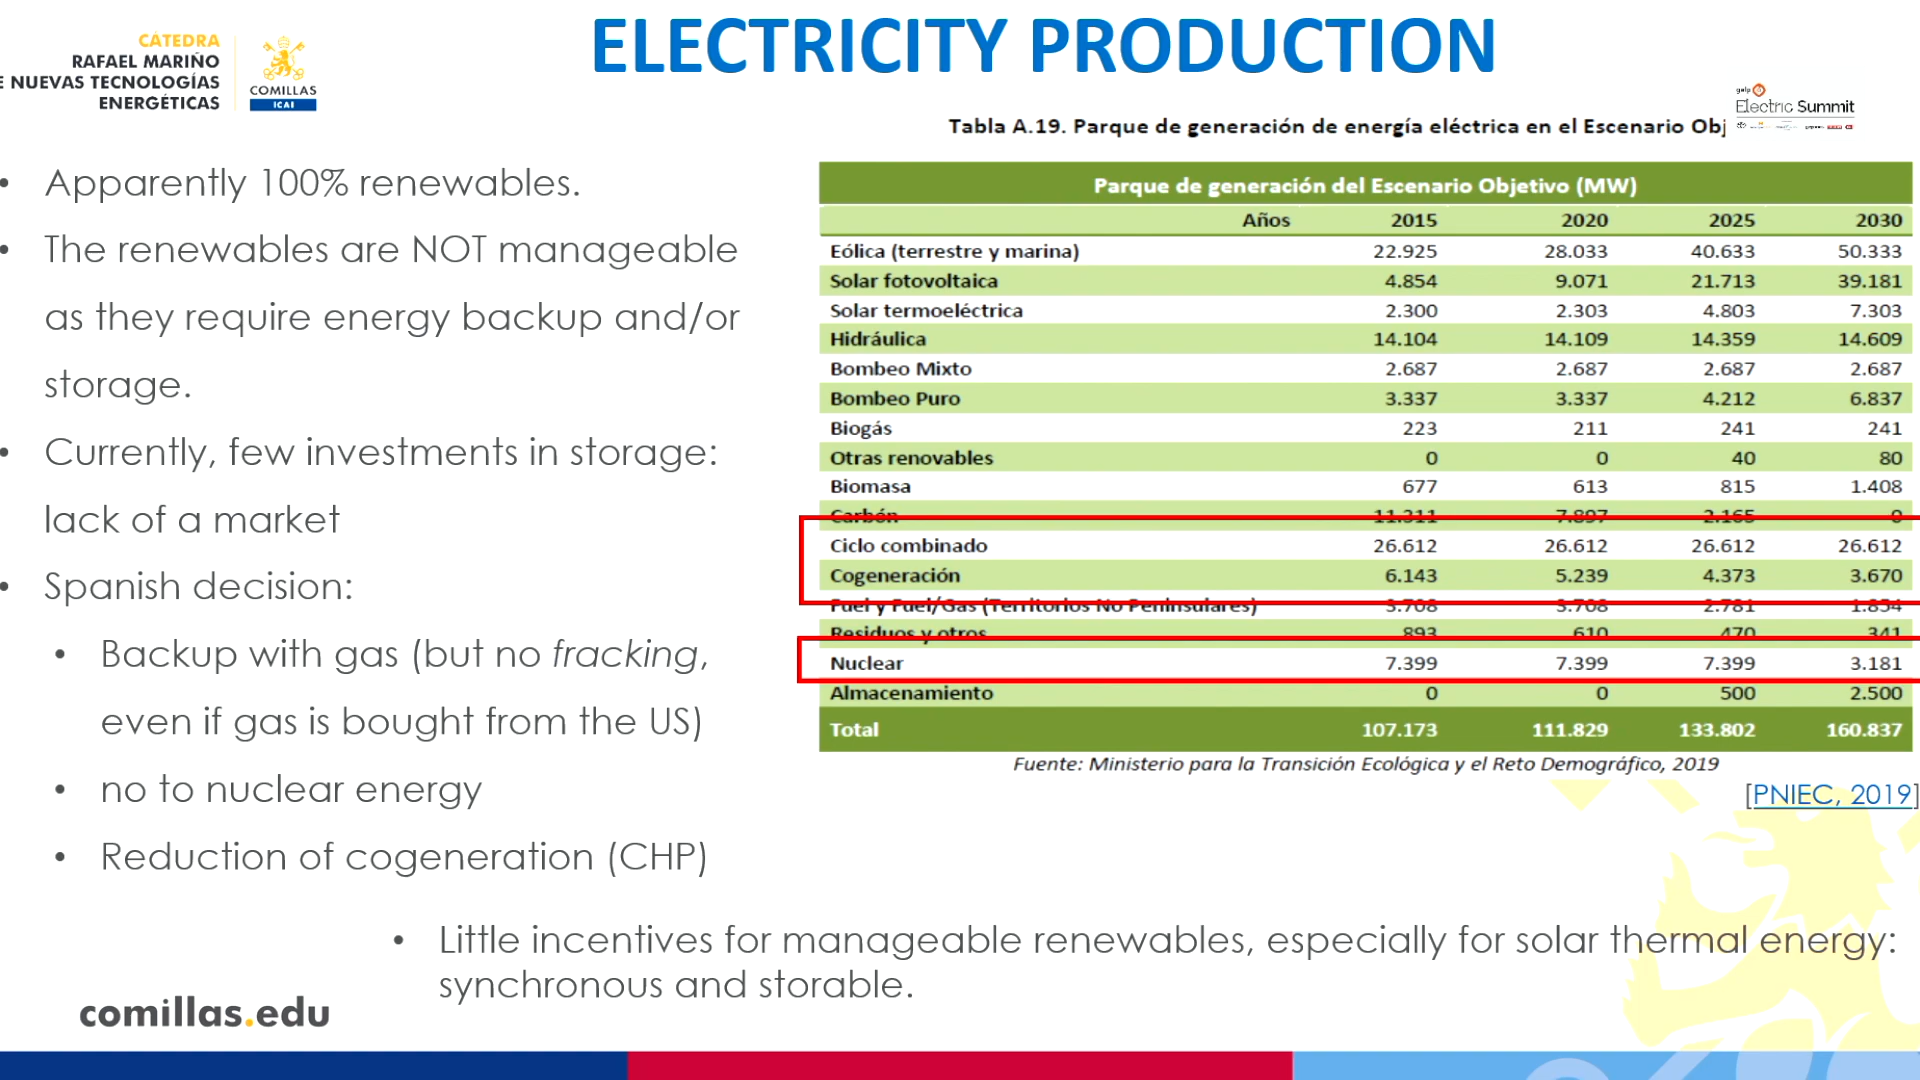 CÁTEDRA
RAFAEL MARIÑO
E NUEVAS TECNOLOGÍAS
ENERGÉTICAS
COMILLAS
ICAI
ELECTRICITY PRODUCTION
galp
Electric Summit
Tabla A.19. Parque de generación de energía eléctrica en el Escenario Obj
• Apparently 100% renewables.
• The renewables are NOT manageable
as they require energy backup and/or
storage.
• Currently, few investments in storage:
lack of a market
• Spanish decision:
• Backup with gas (but no fracking,
even if gas is bought from the US)
• no to nuclear energy
• Reduction of cogeneration (CHP)
• Little incentives for manageable renewables, especially for solar thermal energy:
synchronous and storable.
Parque de generación del Escenario Objetivo (MW)
Años 2015 2020 2025 2030
Eólica (terrestre y marina) 22.925 28.033 40.633 50.333
Solar fotovoltaica 4.854 9.071 21.713 39.181
Solar termoeléctrica 2.300 2.303 4.803 7.303
Hidráulica 14.104 14.109 14.359 14.609
Bombeo Mixto 2.687 2.687 2.687 2.687
Bombeo Puro 3.337 3.337 4.212 6.837
Biogás 223 211 241 241
Otras renovables 0 0 40 80
Biomasa 677 613 815 1.408
Carbón 11.311 7.897 2.165 0
Ciclo combinado 26.612 26.612 26.612 26.612
Cogeneración 6.143 5.239 4.373 3.670
Fuel y Fuel/Gas (Territorios No Peninsulares) 3.708 3.708 2.781 1.854
Residuos y otros 893 610 470 341
Nuclear 7.399 7.399 7.399 3.181
Almacenamiento 0 0 500 2.500
Total 107.173 111.829 133.802 160.837
Fuente: Ministerio para la Transición Ecológica y el Reto Demográfico, 2019
[PNIEC, 2019]
comillas.edu